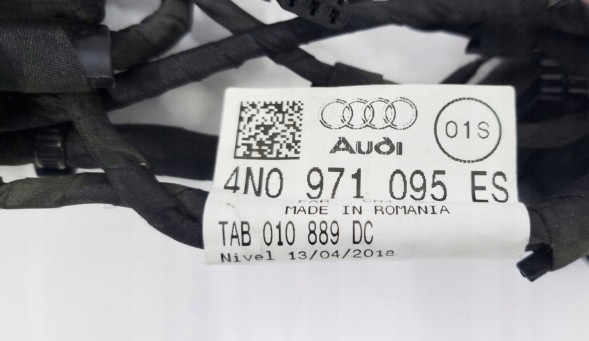 Audi
01S
4N0 971 095 ES
MADE IN ROMANIA
TAB 010 889 DC
Nivel 13/04/2018